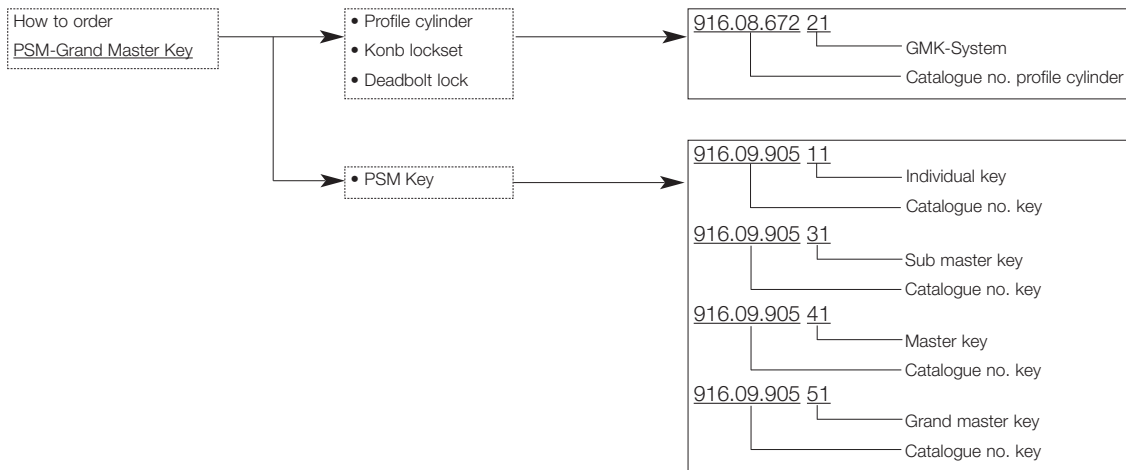 How to order
PSM-Grand Master Key
• Profile cylinder
• Konb lockset
• Deadbolt lock
916.08.672 21
GMK-System
Catalogue no. profile cylinder
• PSM Key
916.09.905 11
Individual key
Catalogue no. key
916.09.905 31
Sub master key
Catalogue no. key
916.09.905 41
Master key
Catalogue no. key
916.09.905 51
Grand master key
Catalogue no. key